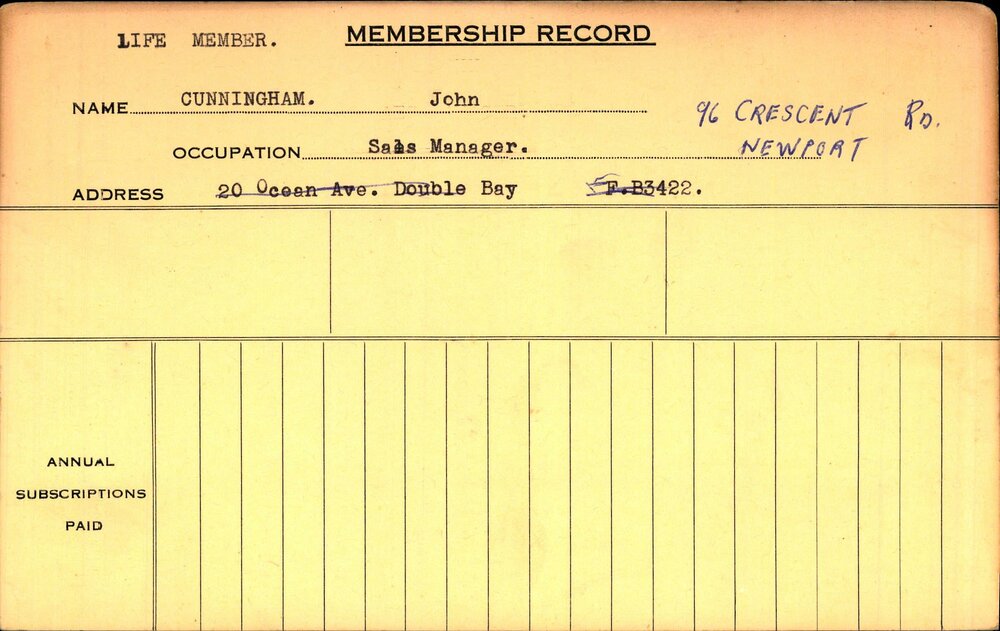 LIFE MEMBER. MEMBERSHIP RECORD
NAME CUNNINGHAM. John
96 CRESCENT RD.
OCCUPATION Sales Manager.
NEWPORT
ADDRESS 20 Ocean Ave. Double Bay F.B3422.
ANNUAL
SUBSCRIPTIONS
PAID